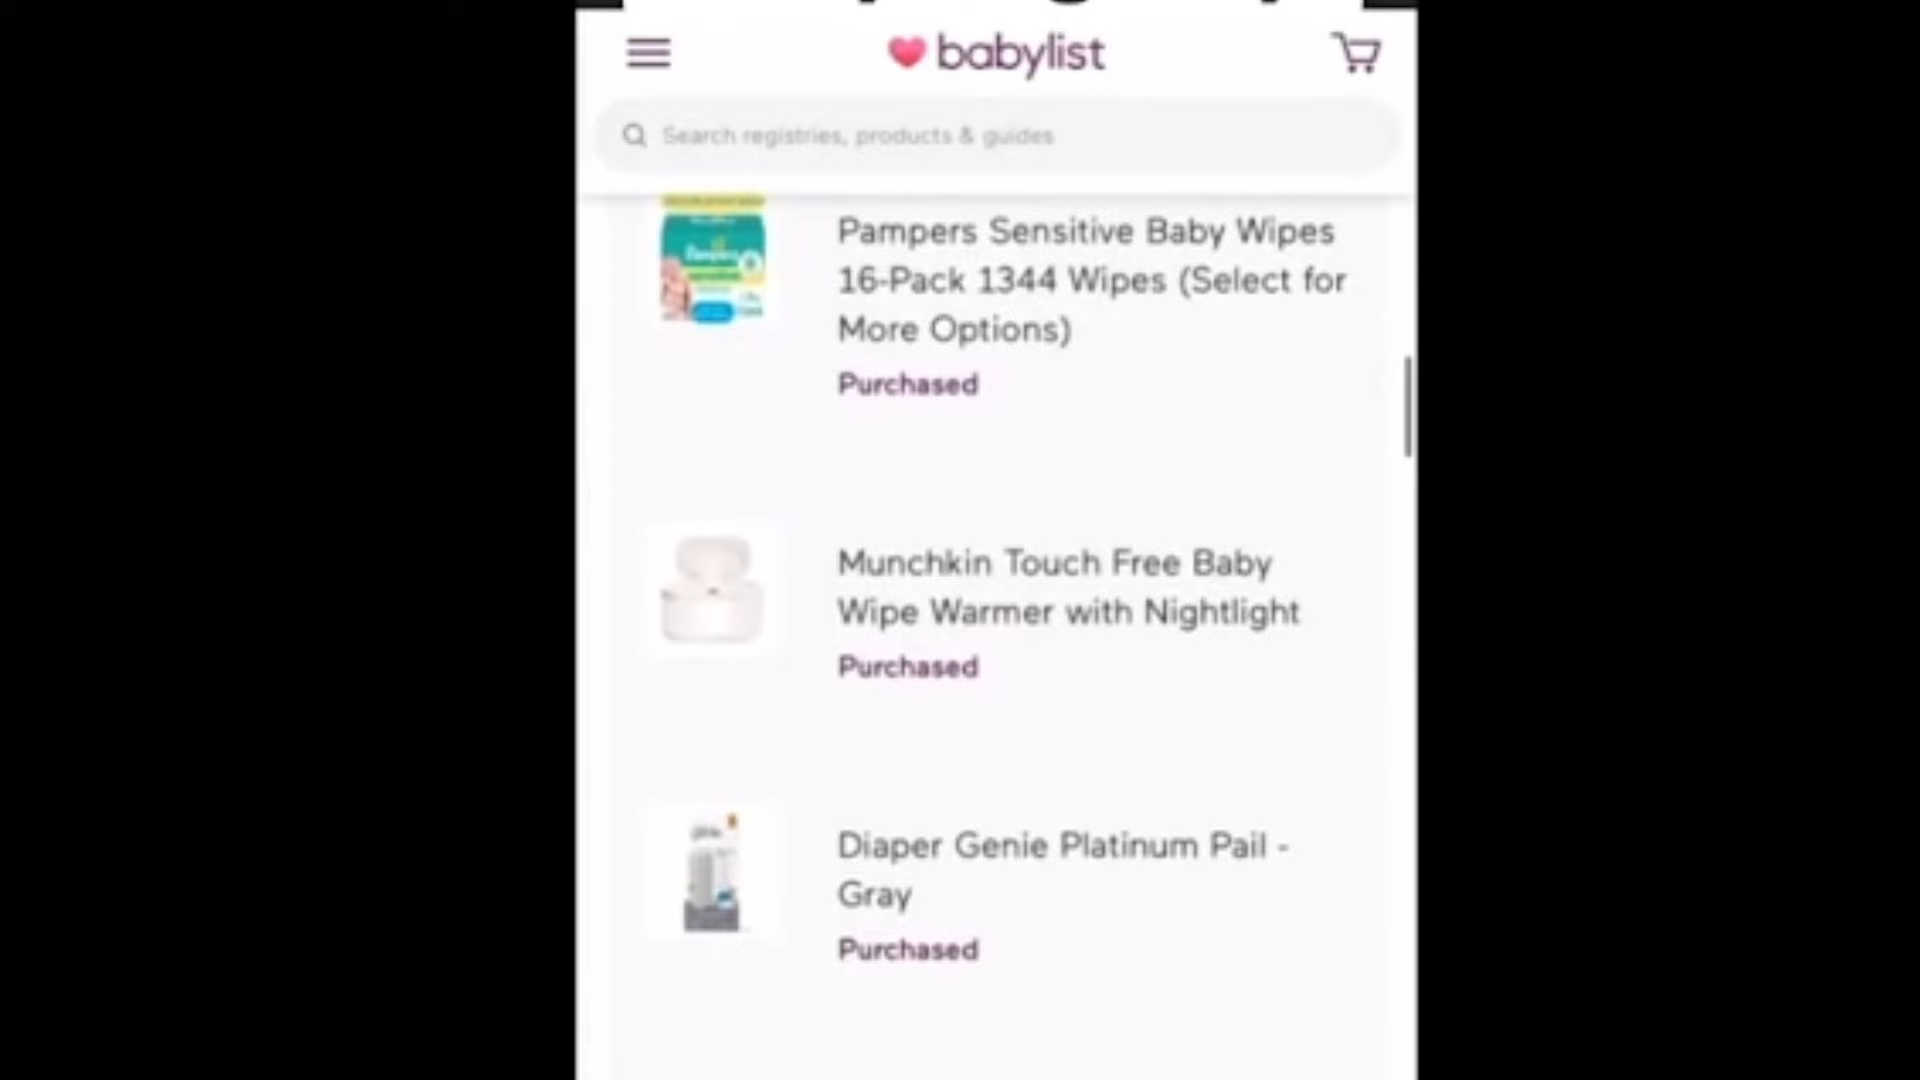 babylist
Search registries, products & guides
Pampers Sensitive Baby Wipes
16-Pack 1344 Wipes (Select for
More Options)
Purchased
Munchkin Touch Free Baby
Wipe Warmer with Nightlight
Purchased
Diaper Genie Platinum Pail -
Gray
Purchased